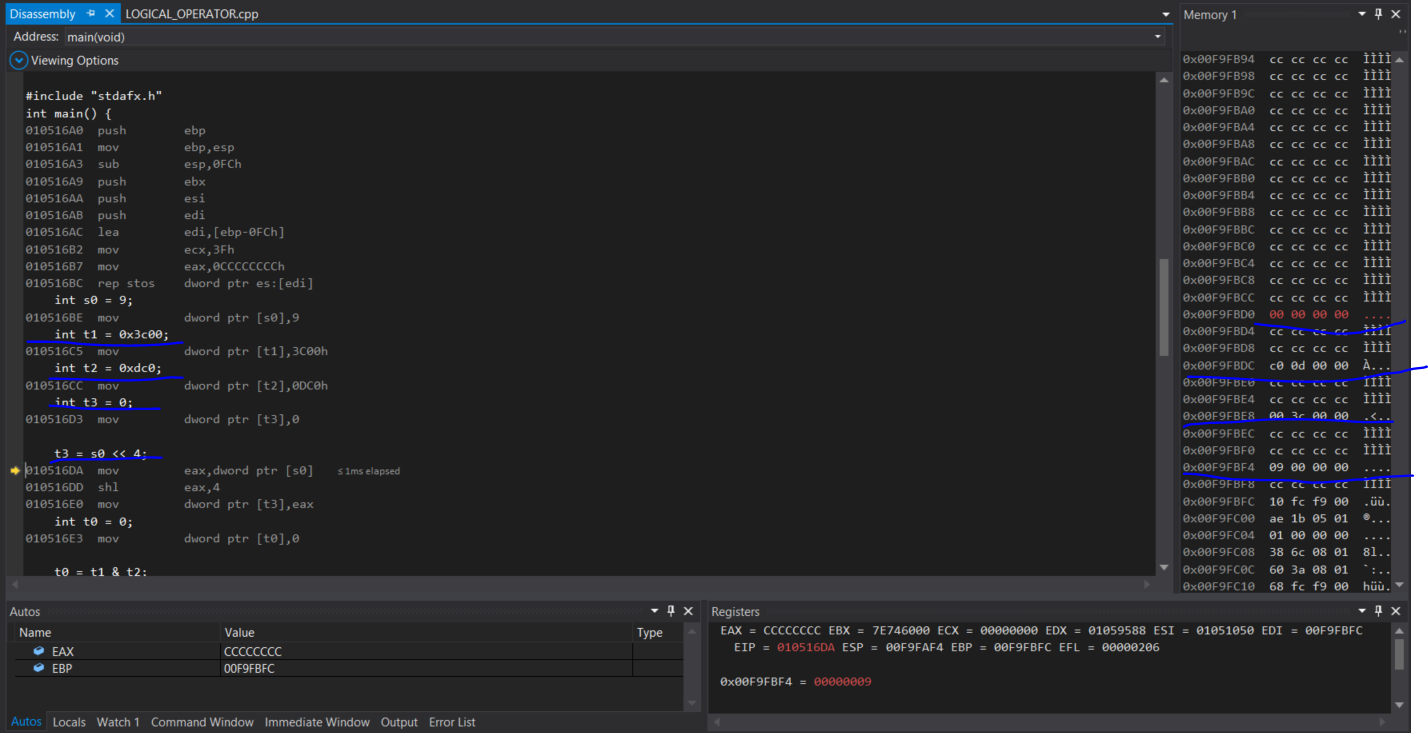 Disassembly LOGICAL_OPERATOR.cpp
Address: main(void)
Viewing Options
#include "stdafx.h"
int main() {
010516A0 push ebp
010516A1 mov ebp,esp
010516A3 sub esp,0FCh
010516A9 push ebx
010516AA push esi
010516AB push edi
010516AC lea edi,[ebp-0FCh]
010516B2 mov ecx,3Fh
010516B7 mov eax,0CCCCCCCCh
010516BC rep stos dword ptr es:[edi]
int s0 = 9;
010516BE mov dword ptr [s0],9
int t1 = 0x3c00;
010516C5 mov dword ptr [t1],3C00h
int t2 = 0xdc0;
010516CC mov dword ptr [t2],0DC0h
int t3 = 0;
010516D3 mov dword ptr [t3],0
t3 = s0 << 4;
010516DA mov eax,dword ptr [s0] ≤1ms elapsed
010516DD shl eax,4
010516E0 mov dword ptr [t3],eax
int t0 = 0;
010516E3 mov dword ptr [t0],0
t0 = t1 & t2;
Memory 1
0x00F9FB94 cc cc cc cc ÌÌÌÌ
0x00F9FB98 cc cc cc cc ÌÌÌÌ
0x00F9FB9C cc cc cc cc ÌÌÌÌ
0x00F9FBA0 cc cc cc cc ÌÌÌÌ
0x00F9FBA4 cc cc cc cc ÌÌÌÌ
0x00F9FBA8 cc cc cc cc ÌÌÌÌ
0x00F9FBAC cc cc cc cc ÌÌÌÌ
0x00F9FBB0 cc cc cc cc ÌÌÌÌ
0x00F9FBB4 cc cc cc cc ÌÌÌÌ
0x00F9FBB8 cc cc cc cc ÌÌÌÌ
0x00F9FBBC cc cc cc cc ÌÌÌÌ
0x00F9FBC0 cc cc cc cc ÌÌÌÌ
0x00F9FBC4 cc cc cc cc ÌÌÌÌ
0x00F9FBC8 cc cc cc cc ÌÌÌÌ
0x00F9FBCC cc cc cc cc ÌÌÌÌ
0x00F9FBD0 00 00 00 00 ....
0x00F9FBD4 cc cc cc cc ÌÌÌÌ
0x00F9FBD8 cc cc cc cc ÌÌÌÌ
0x00F9FBDC c0 0d 00 00 À...
0x00F9FBE0 cc cc cc cc ÌÌÌÌ
0x00F9FBE4 cc cc cc cc ÌÌÌÌ
0x00F9FBE8 00 3c 00 00 .<..
0x00F9FBEC cc cc cc cc ÌÌÌÌ
0x00F9FBF0 cc cc cc cc ÌÌÌÌ
0x00F9FBF4 09 00 00 00 ....
0x00F9FBF8 cc cc cc cc ÌÌÌÌ
0x00F9FBFC 10 fc f9 00 .üù.
0x00F9FC00 ae 1b 05 01 ®...
0x00F9FC04 01 00 00 00 ....
0x00F9FC08 38 6c 08 01 8l..
0x00F9FC0C 60 3a 08 01 `:..
0x00F9FC10 68 fc f9 00 hüù.
Autos
Name Value Type
EAX CCCCCCCC
EBP 00F9FBFC
Autos Locals Watch 1 Command Window Immediate Window Output Error List
Registers
EAX = CCCCCCCC EBX = 7E746000 ECX = 00000000 EDX = 01059588 ESI = 01051050 EDI = 00F9FBFC
EIP = 010516DA ESP = 00F9FAF4 EBP = 00F9FBFC EFL = 00000206
0x00F9FBF4 = 00000009